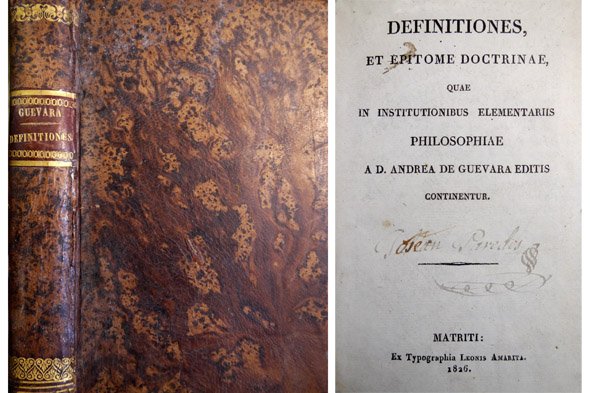 GUEVARA
DEFINITIONES
DEFINITIONES,
ET EPITOME DOCTRINAE,
QUAE
IN INSTITUTIONIBUS ELEMENTARIIS
PHILOSOPHIAE
A D. ANDREA DE GUEVARA EDITIS
CONTINENTUR.
MATRITI:
Ex Typographia Leonis Amarita.
1826.